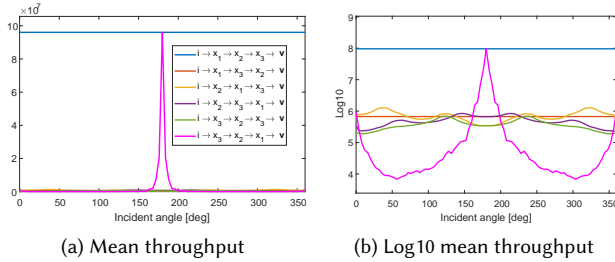 ×10⁷
10
8
6
4
2
0
0 50 100 150 200 250 300 350
Incident angle [deg]
i → x₁ → x₂ → x₃ → v
i → x₁ → x₃ → x₂ → v
i → x₂ → x₁ → x₃ → v
i → x₂ → x₃ → x₁ → v
i → x₃ → x₁ → x₂ → v
i → x₃ → x₂ → x₁ → v
(a) Mean throughput
Log10
9
8
7
6
5
4
0 50 100 150 200 250 300 350
Incident angle [deg]
(b) Log10 mean throughput